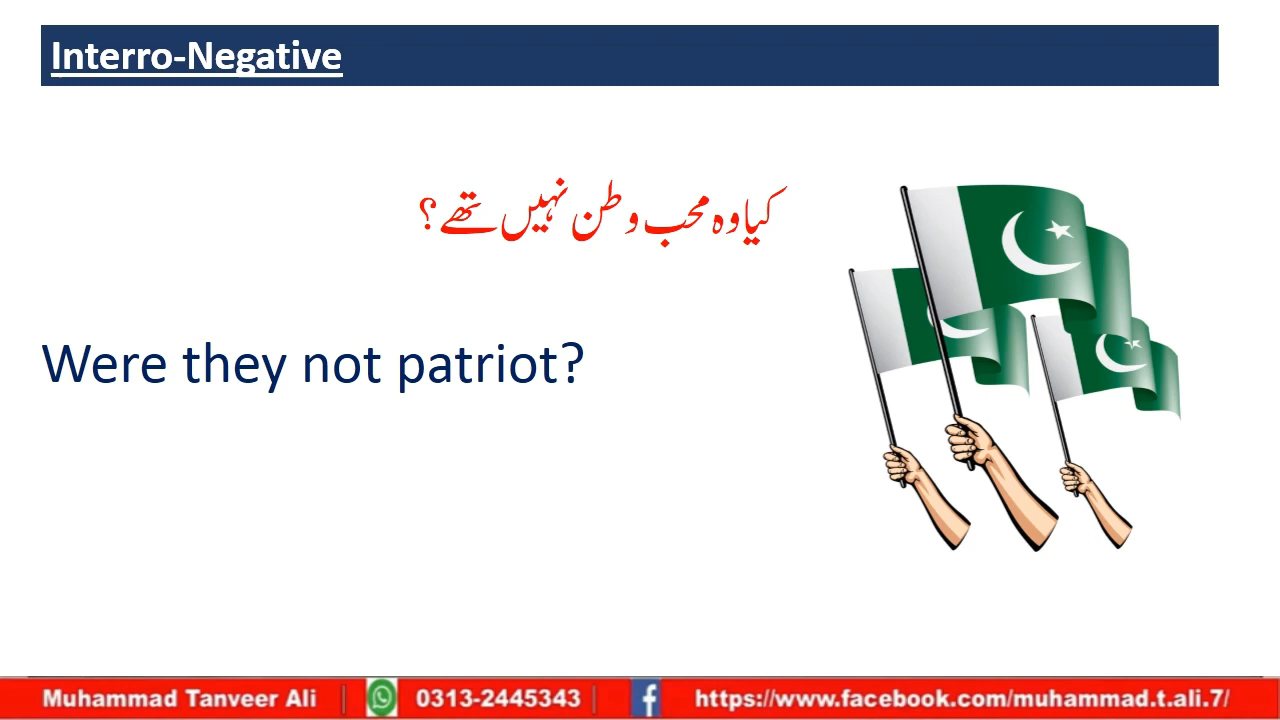 Interro-Negative
کیا وہ محب وطن نہیں تھے؟
Were they not patriot?
Muhammad Tanveer Ali | 0313-2445343 | https://www.facebook.com/muhammad.t.ali.7/